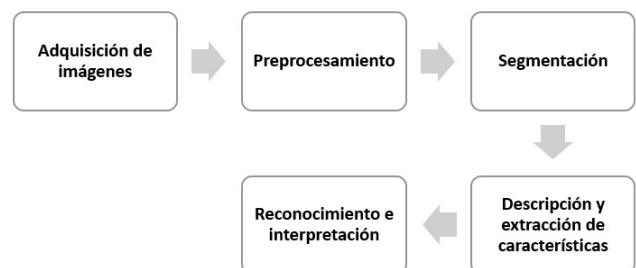 Adquisición de
imágenes
Preprocesamiento
Segmentación
Descripción y
extracción de
características
Reconocimiento e
interpretación